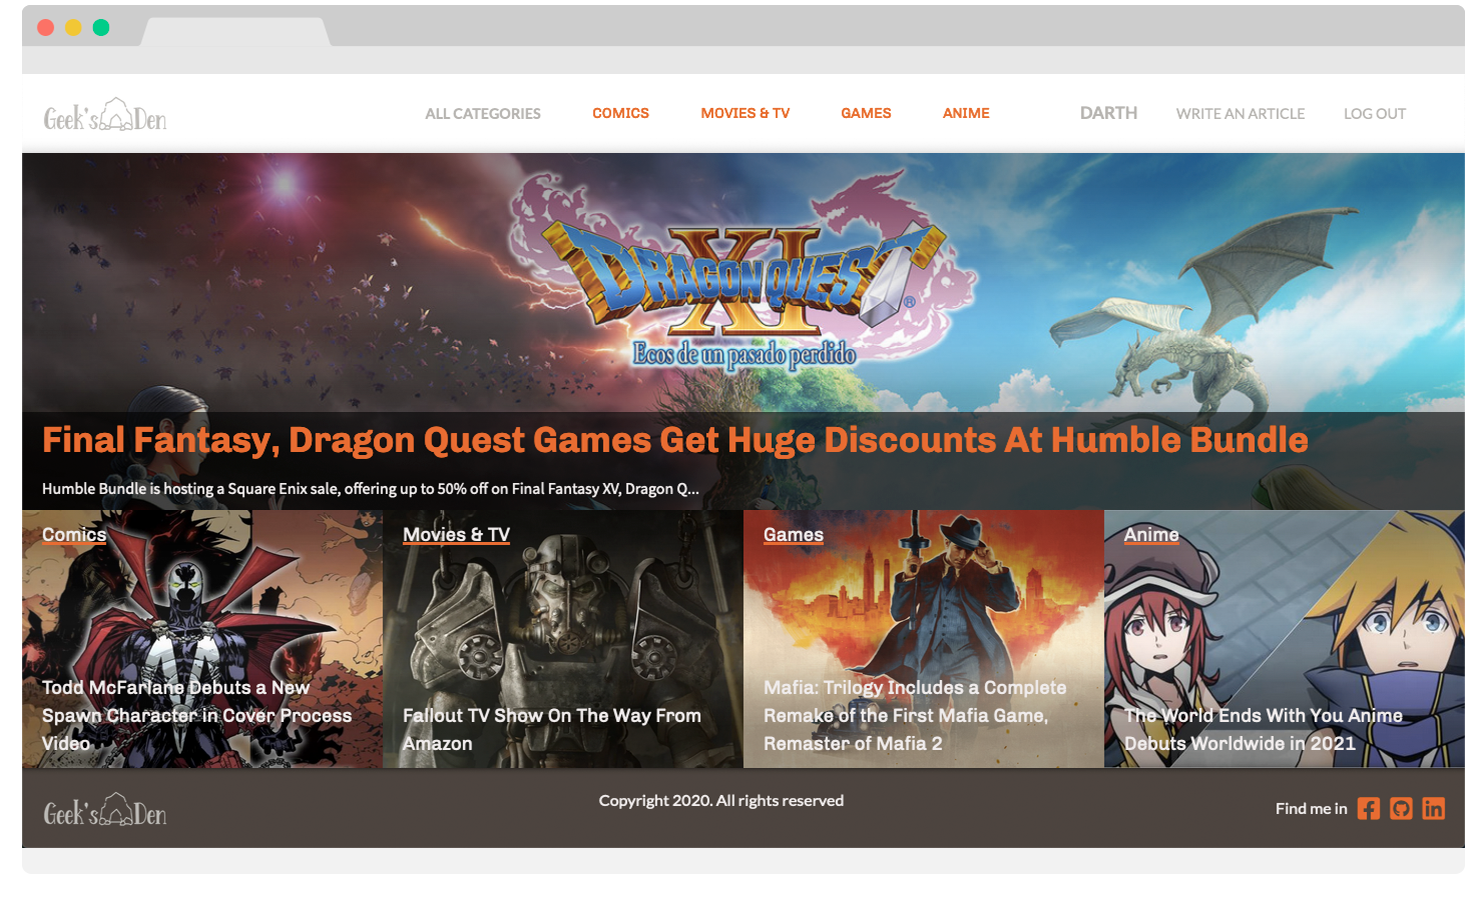 Geek's Den
ALL CATEGORIES
COMICS
MOVIES & TV
GAMES
ANIME
DARTH
WRITE AN ARTICLE
LOG OUT
DRAGON QUEST
XI
®
Ecos de un pasado perdido
Final Fantasy, Dragon Quest Games Get Huge Discounts At Humble Bundle
Humble Bundle is hosting a Square Enix sale, offering up to 50% off on Final Fantasy XV, Dragon Q...
Comics
Todd McFarlane Debuts a New
Spawn Character in Cover Process
Video
Movies & TV
Fallout TV Show On The Way From
Amazon
Games
Mafia: Trilogy Includes a Complete
Remake of the First Mafia Game,
Remaster of Mafia 2
Anime
The World Ends With You Anime
Debuts Worldwide in 2021
Geek's Den
Copyright 2020. All rights reserved
Find me in